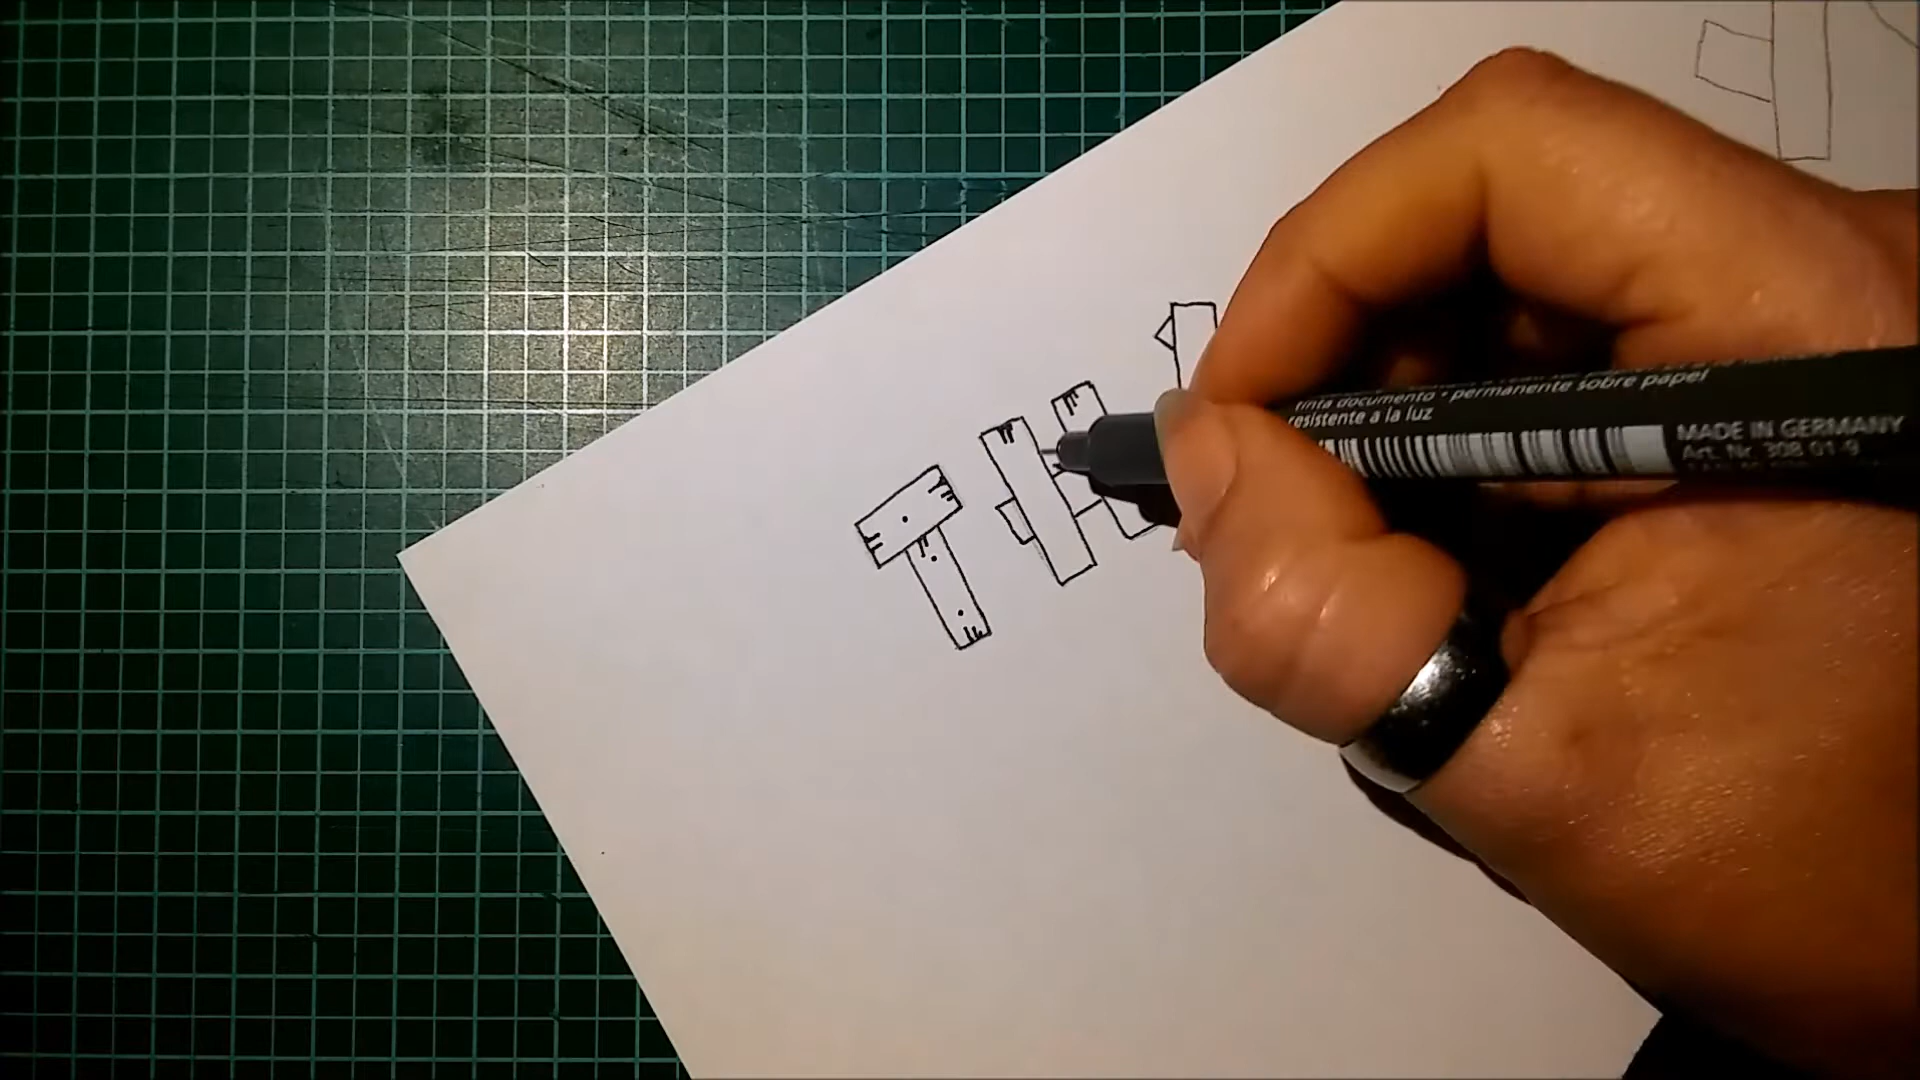 tinta documento • permanente sobre papel
resistente a la luz
MADE IN GERMANY
Art. Nr. 308 01-9
TH